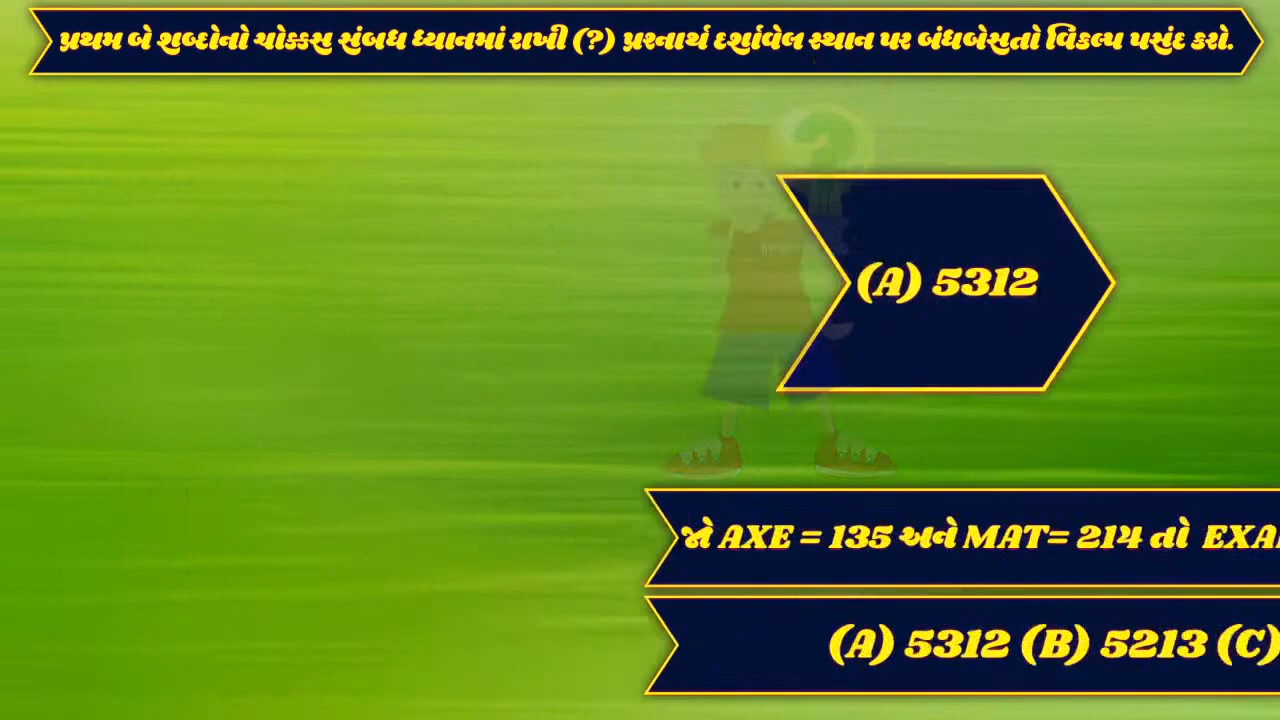 પ્રથમ બે શબ્દોનો ચોક્કસ સંબધ ધ્યાનમાં રાખી (?) પ્રશ્નાર્થ દર્શાવેલ સ્થાન પર બંધબેસતો વિકલ્પ પસંદ કરો.
(A) 5312
જો AXE = 135 અને MAT= 214 તો
(A) 5312 (B) 5213 (C)